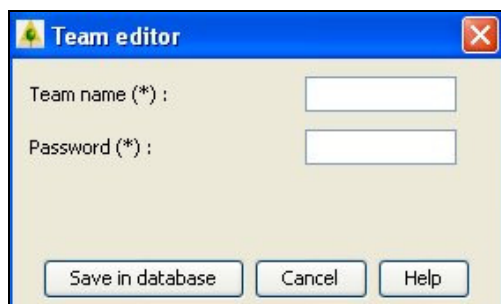 Team editor
Team name (*) :
Password (*) :
Save in database Cancel Help